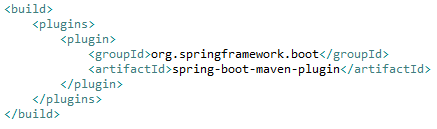 <build>
    <plugins>
        <plugin>
            <groupId>org.springframework.boot</groupId>
            <artifactId>spring-boot-maven-plugin</artifactId>
        </plugin>
    </plugins>
</build>